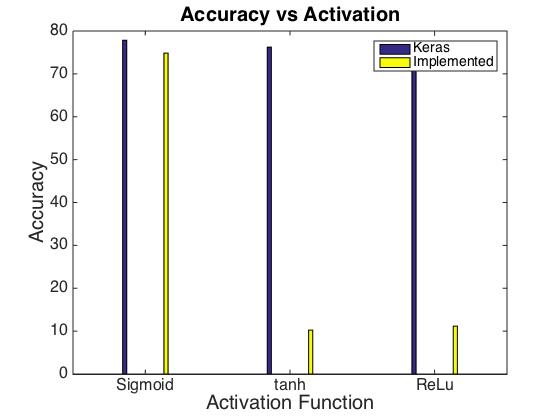 Accuracy vs Activation
80
70
60
50
40
30
20
10
0
Accuracy
Keras
Implemented
Sigmoid tanh ReLu
Activation Function